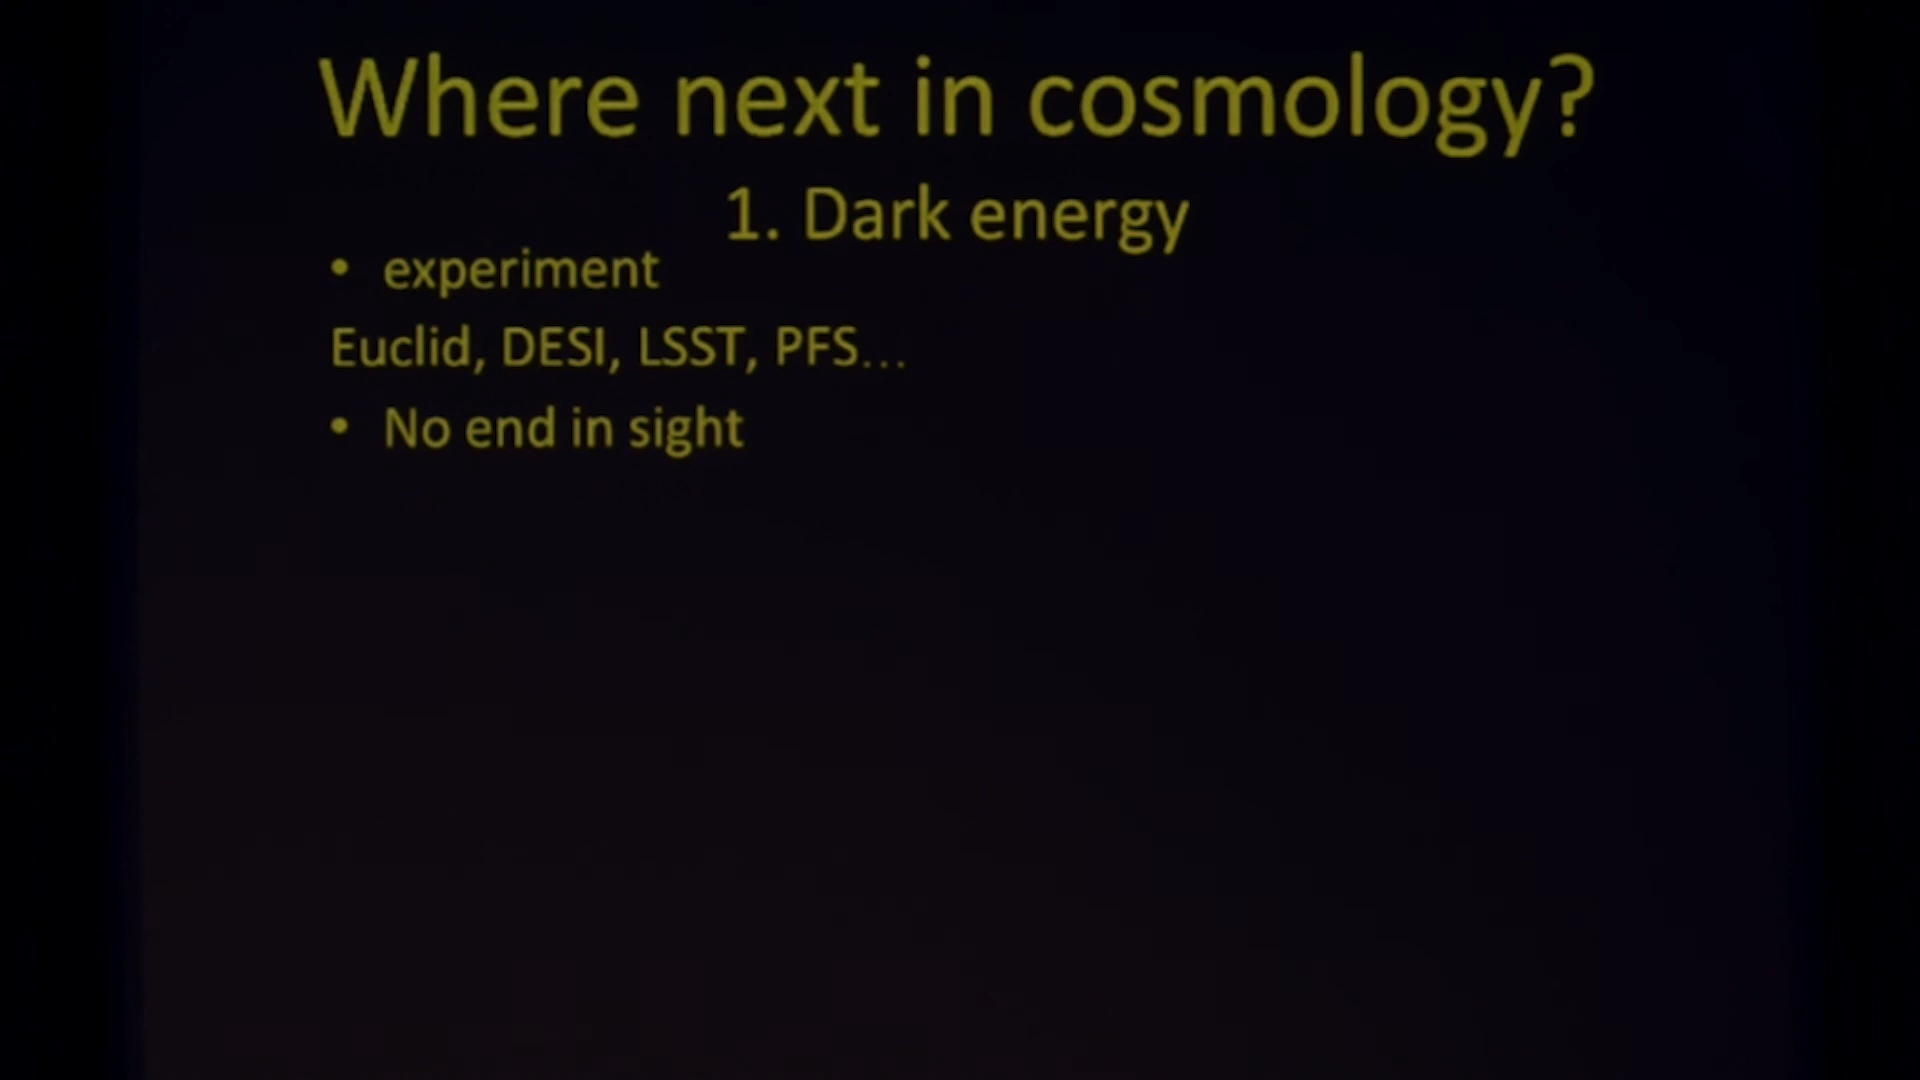 Where next in cosmology?
1. Dark energy
• experiment
Euclid, DESI, LSST, PFS...
• No end in sight